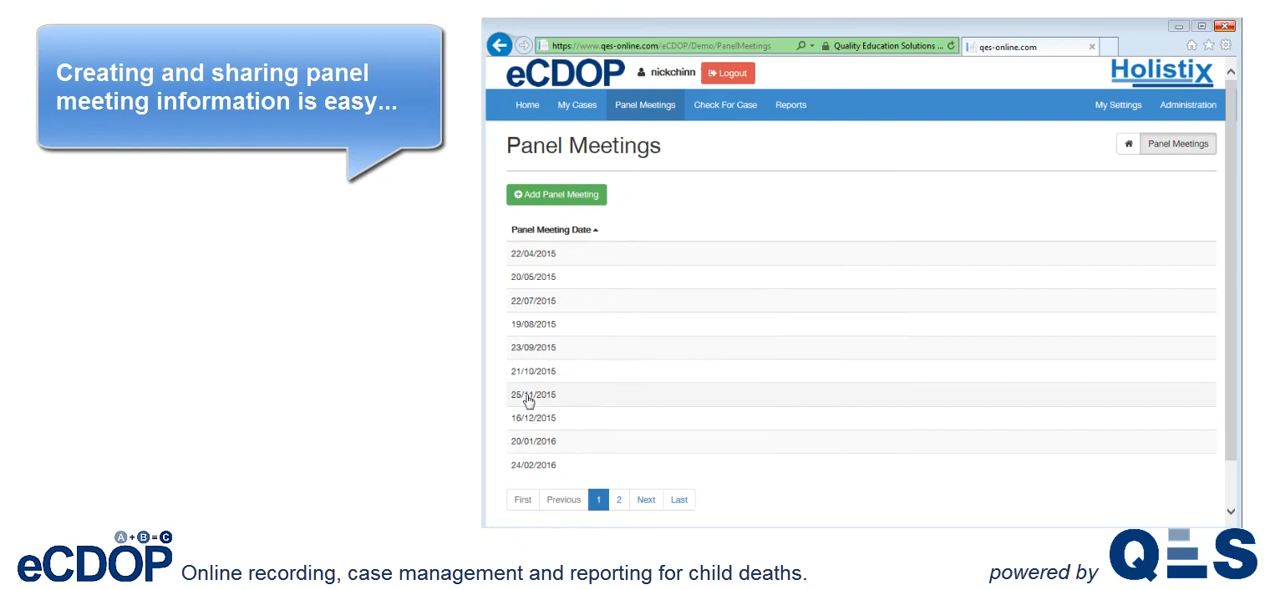 Creating and sharing panel
meeting information is easy...
https://www.qes-online.com/eCDOP/Demo/PanelMeetings
Quality Education Solutions ...
qes-online.com
eCDOP
nickchinn
Logout
Holistix
Home My Cases Panel Meetings Check For Case Reports My Settings Administration
Panel Meetings
Panel Meetings
Add Panel Meeting
Panel Meeting Date
22/04/2015
20/05/2015
22/07/2015
19/08/2015
23/09/2015
21/10/2015
25/11/2015
16/12/2015
20/01/2016
24/02/2016
First Previous 1 2 Next Last
A + B = C
eCDOP Online recording, case management and reporting for child deaths.
powered by QES